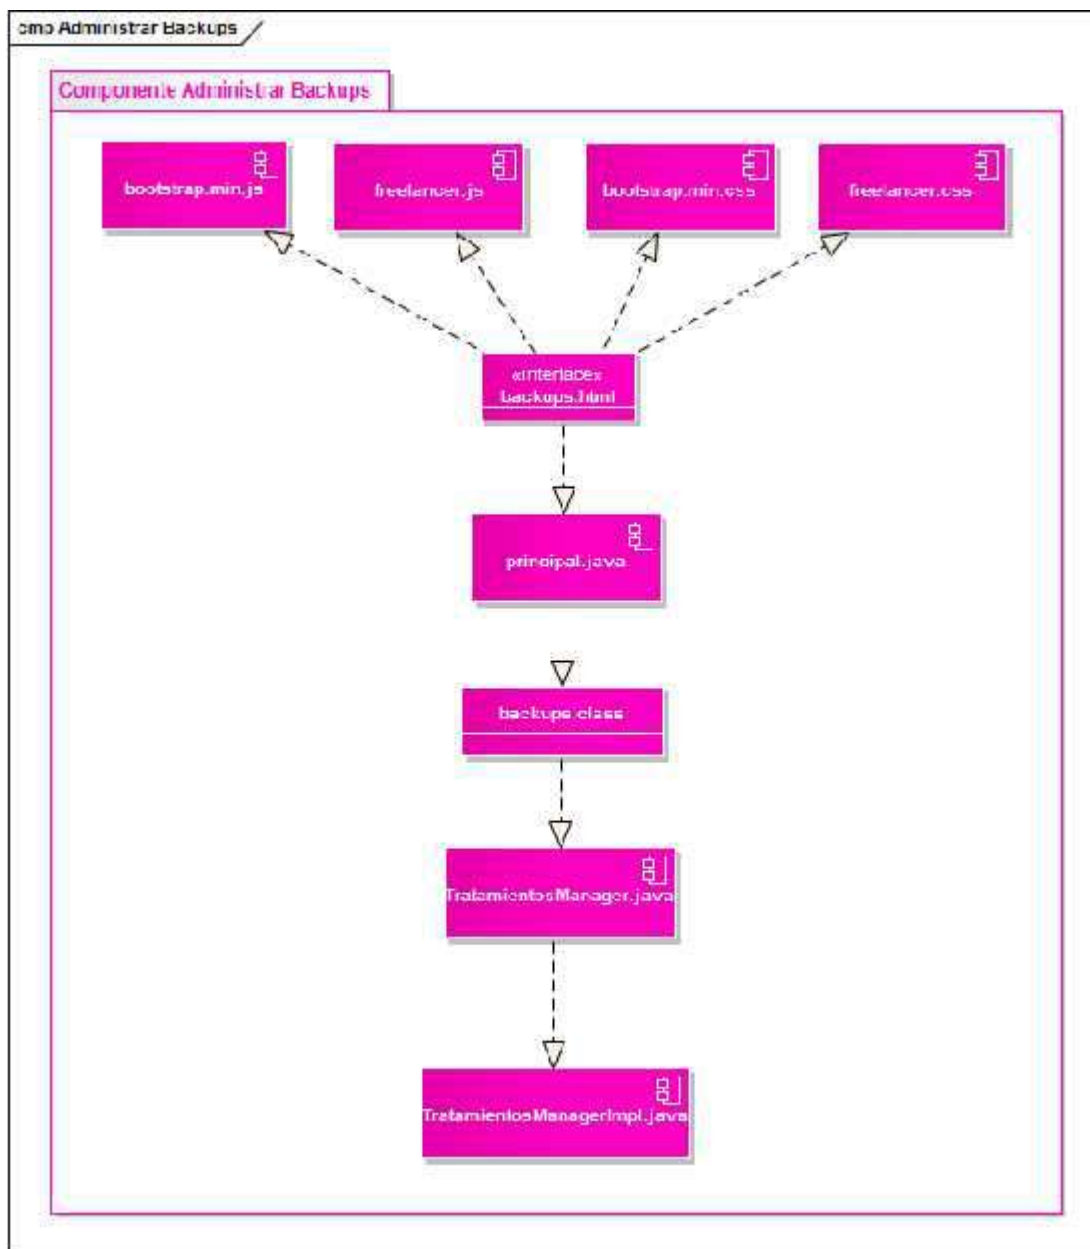 cmp Administrar Backups
Componente Administrar Backups
bootstrap.min.js
freelancer.js
bootstrap.min.css
freelancer.css
«interface»
backups.html
principal.java
backups.class
TratamientosManager.java
TratamientosManagerImpl.java